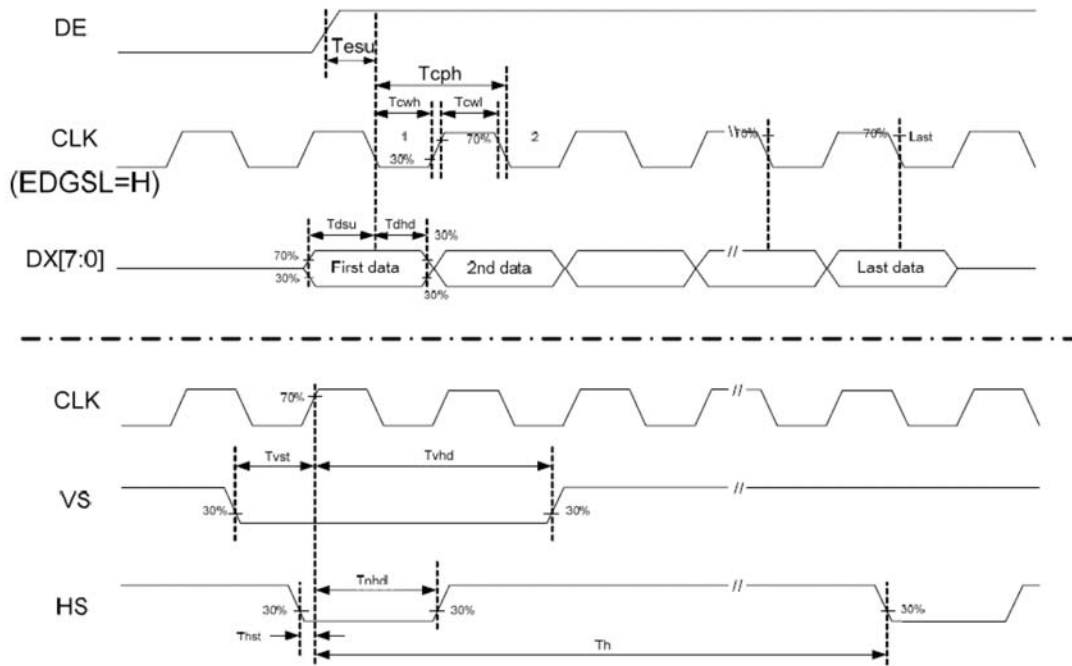 DE
Tesu
Tcph
Tcwh
Tcwl
CLK
1
70%
2
70%
70%
Last
30%
(EDGSL=H)
Tdsu
Tdhd
30%
DX[7:0]
70%
First data
2nd data
//
Last data
30%
30%
CLK
70%
//
Tvst
Tvhd
VS
30%
30%
//
HS
30%
30%
//
30%
Thst
Th